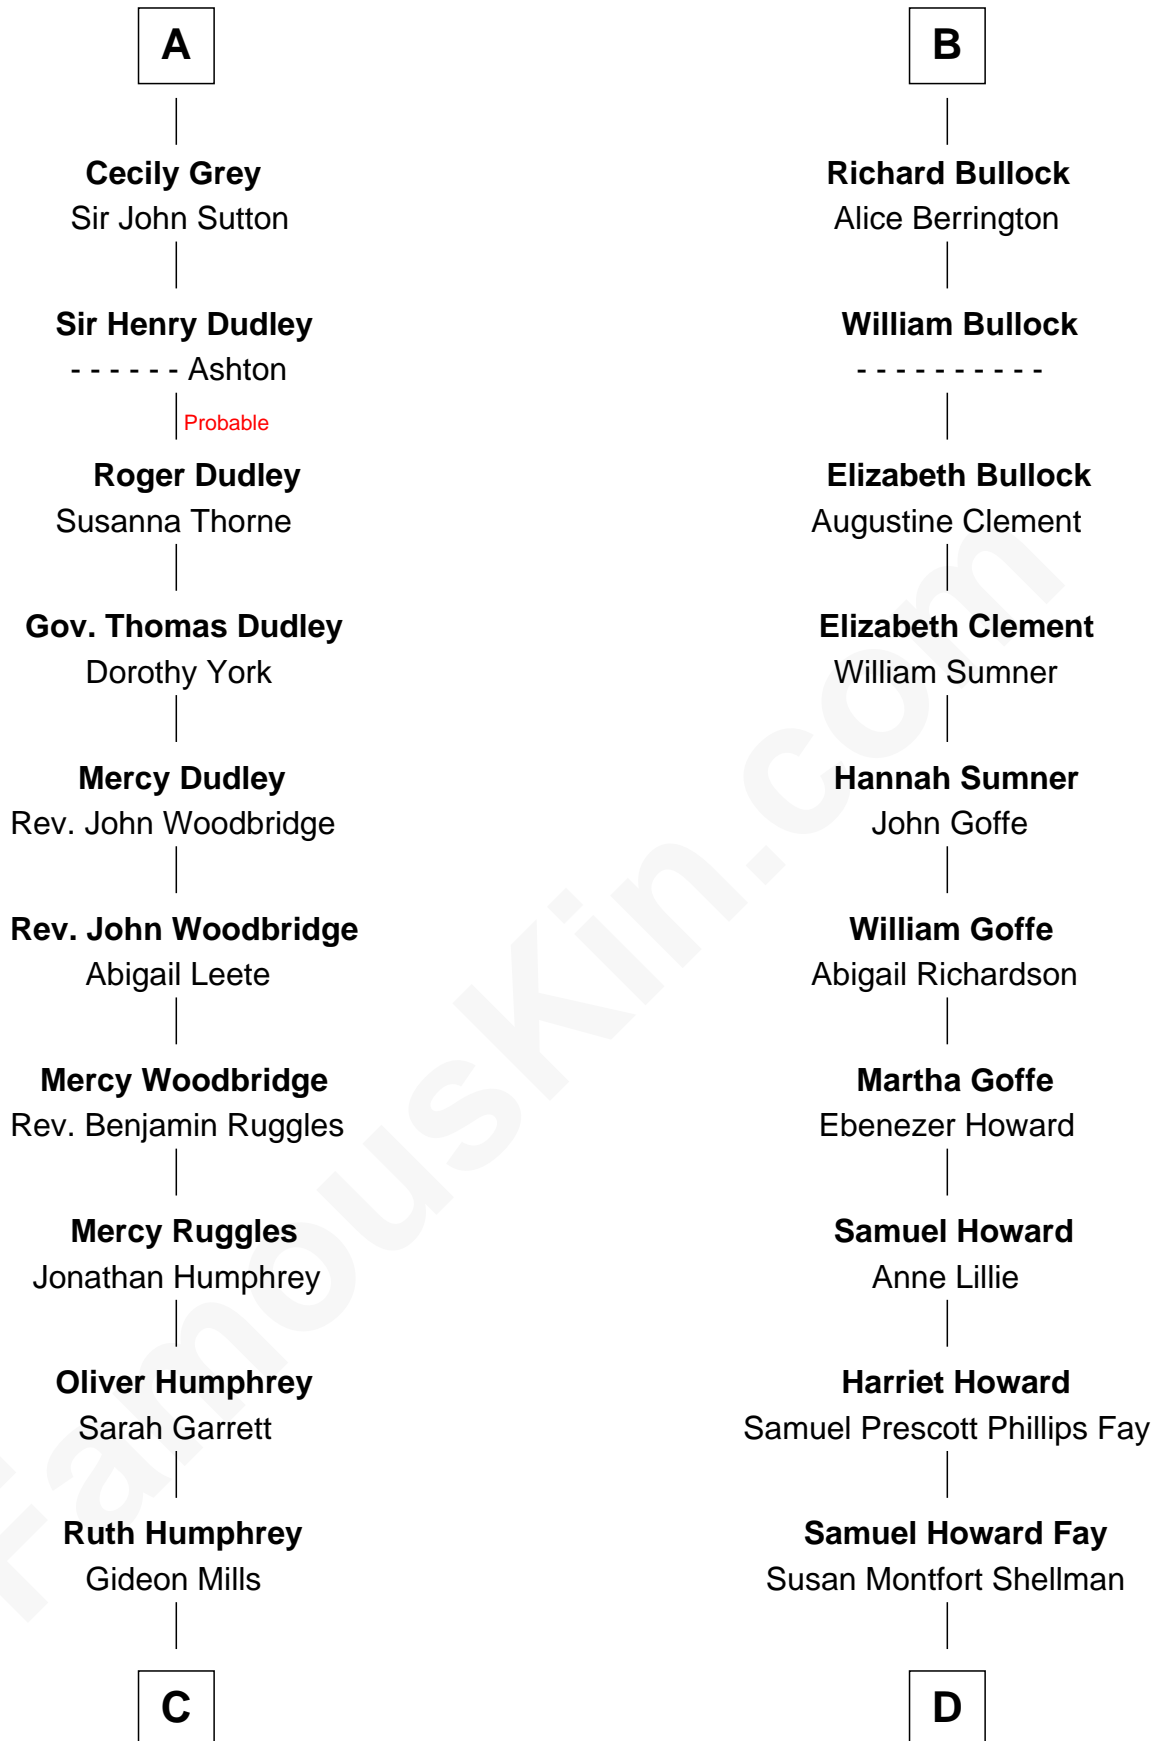 A
Cecily Grey
Sir John Sutton
Sir Henry Dudley
- - - - - - Ashton
Probable
Roger Dudley
Susanna Thorne
Gov. Thomas Dudley
Dorothy York
Mercy Dudley
Rev. John Woodbridge
Rev. John Woodbridge
Abigail Leete
Mercy Woodbridge
Rev. Benjamin Ruggles
Mercy Ruggles
Jonathan Humphrey
Oliver Humphrey
Sarah Garrett
Ruth Humphrey
Gideon Mills
C
B
Richard Bullock
Alice Berrington
William Bullock
- - - - - - - - - -
Elizabeth Bullock
Augustine Clement
Elizabeth Clement
William Sumner
Hannah Sumner
John Goffe
William Goffe
Abigail Richardson
Martha Goffe
Ebenezer Howard
Samuel Howard
Anne Lillie
Harriet Howard
Samuel Prescott Phillips Fay
Samuel Howard Fay
Susan Montfort Shellman
D
FamousKin.com